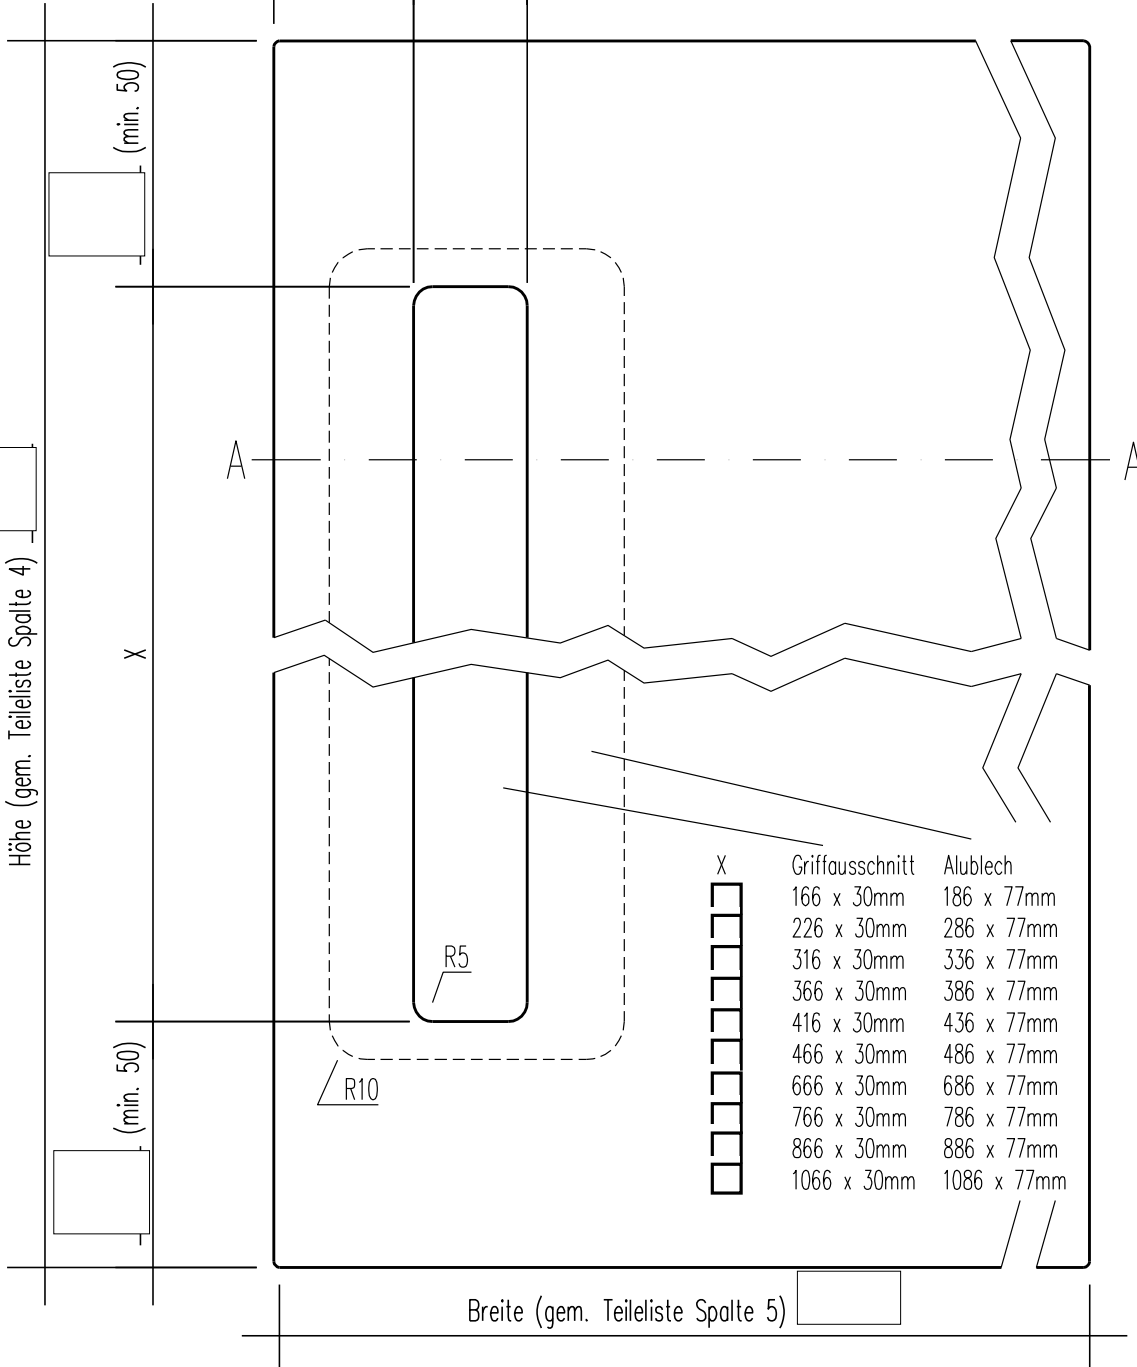 (min. 50)
A
A
Höhe (gem. Teileliste Spalte 4)
X
X Griffausschnitt Alublech
166 x 30mm 186 x 77mm
226 x 30mm 286 x 77mm
316 x 30mm 336 x 77mm
366 x 30mm 386 x 77mm
416 x 30mm 436 x 77mm
466 x 30mm 486 x 77mm
666 x 30mm 686 x 77mm
766 x 30mm 786 x 77mm
866 x 30mm 886 x 77mm
1066 x 30mm 1086 x 77mm
R5
(min. 50)
R10
Breite (gem. Teileliste Spalte 5)